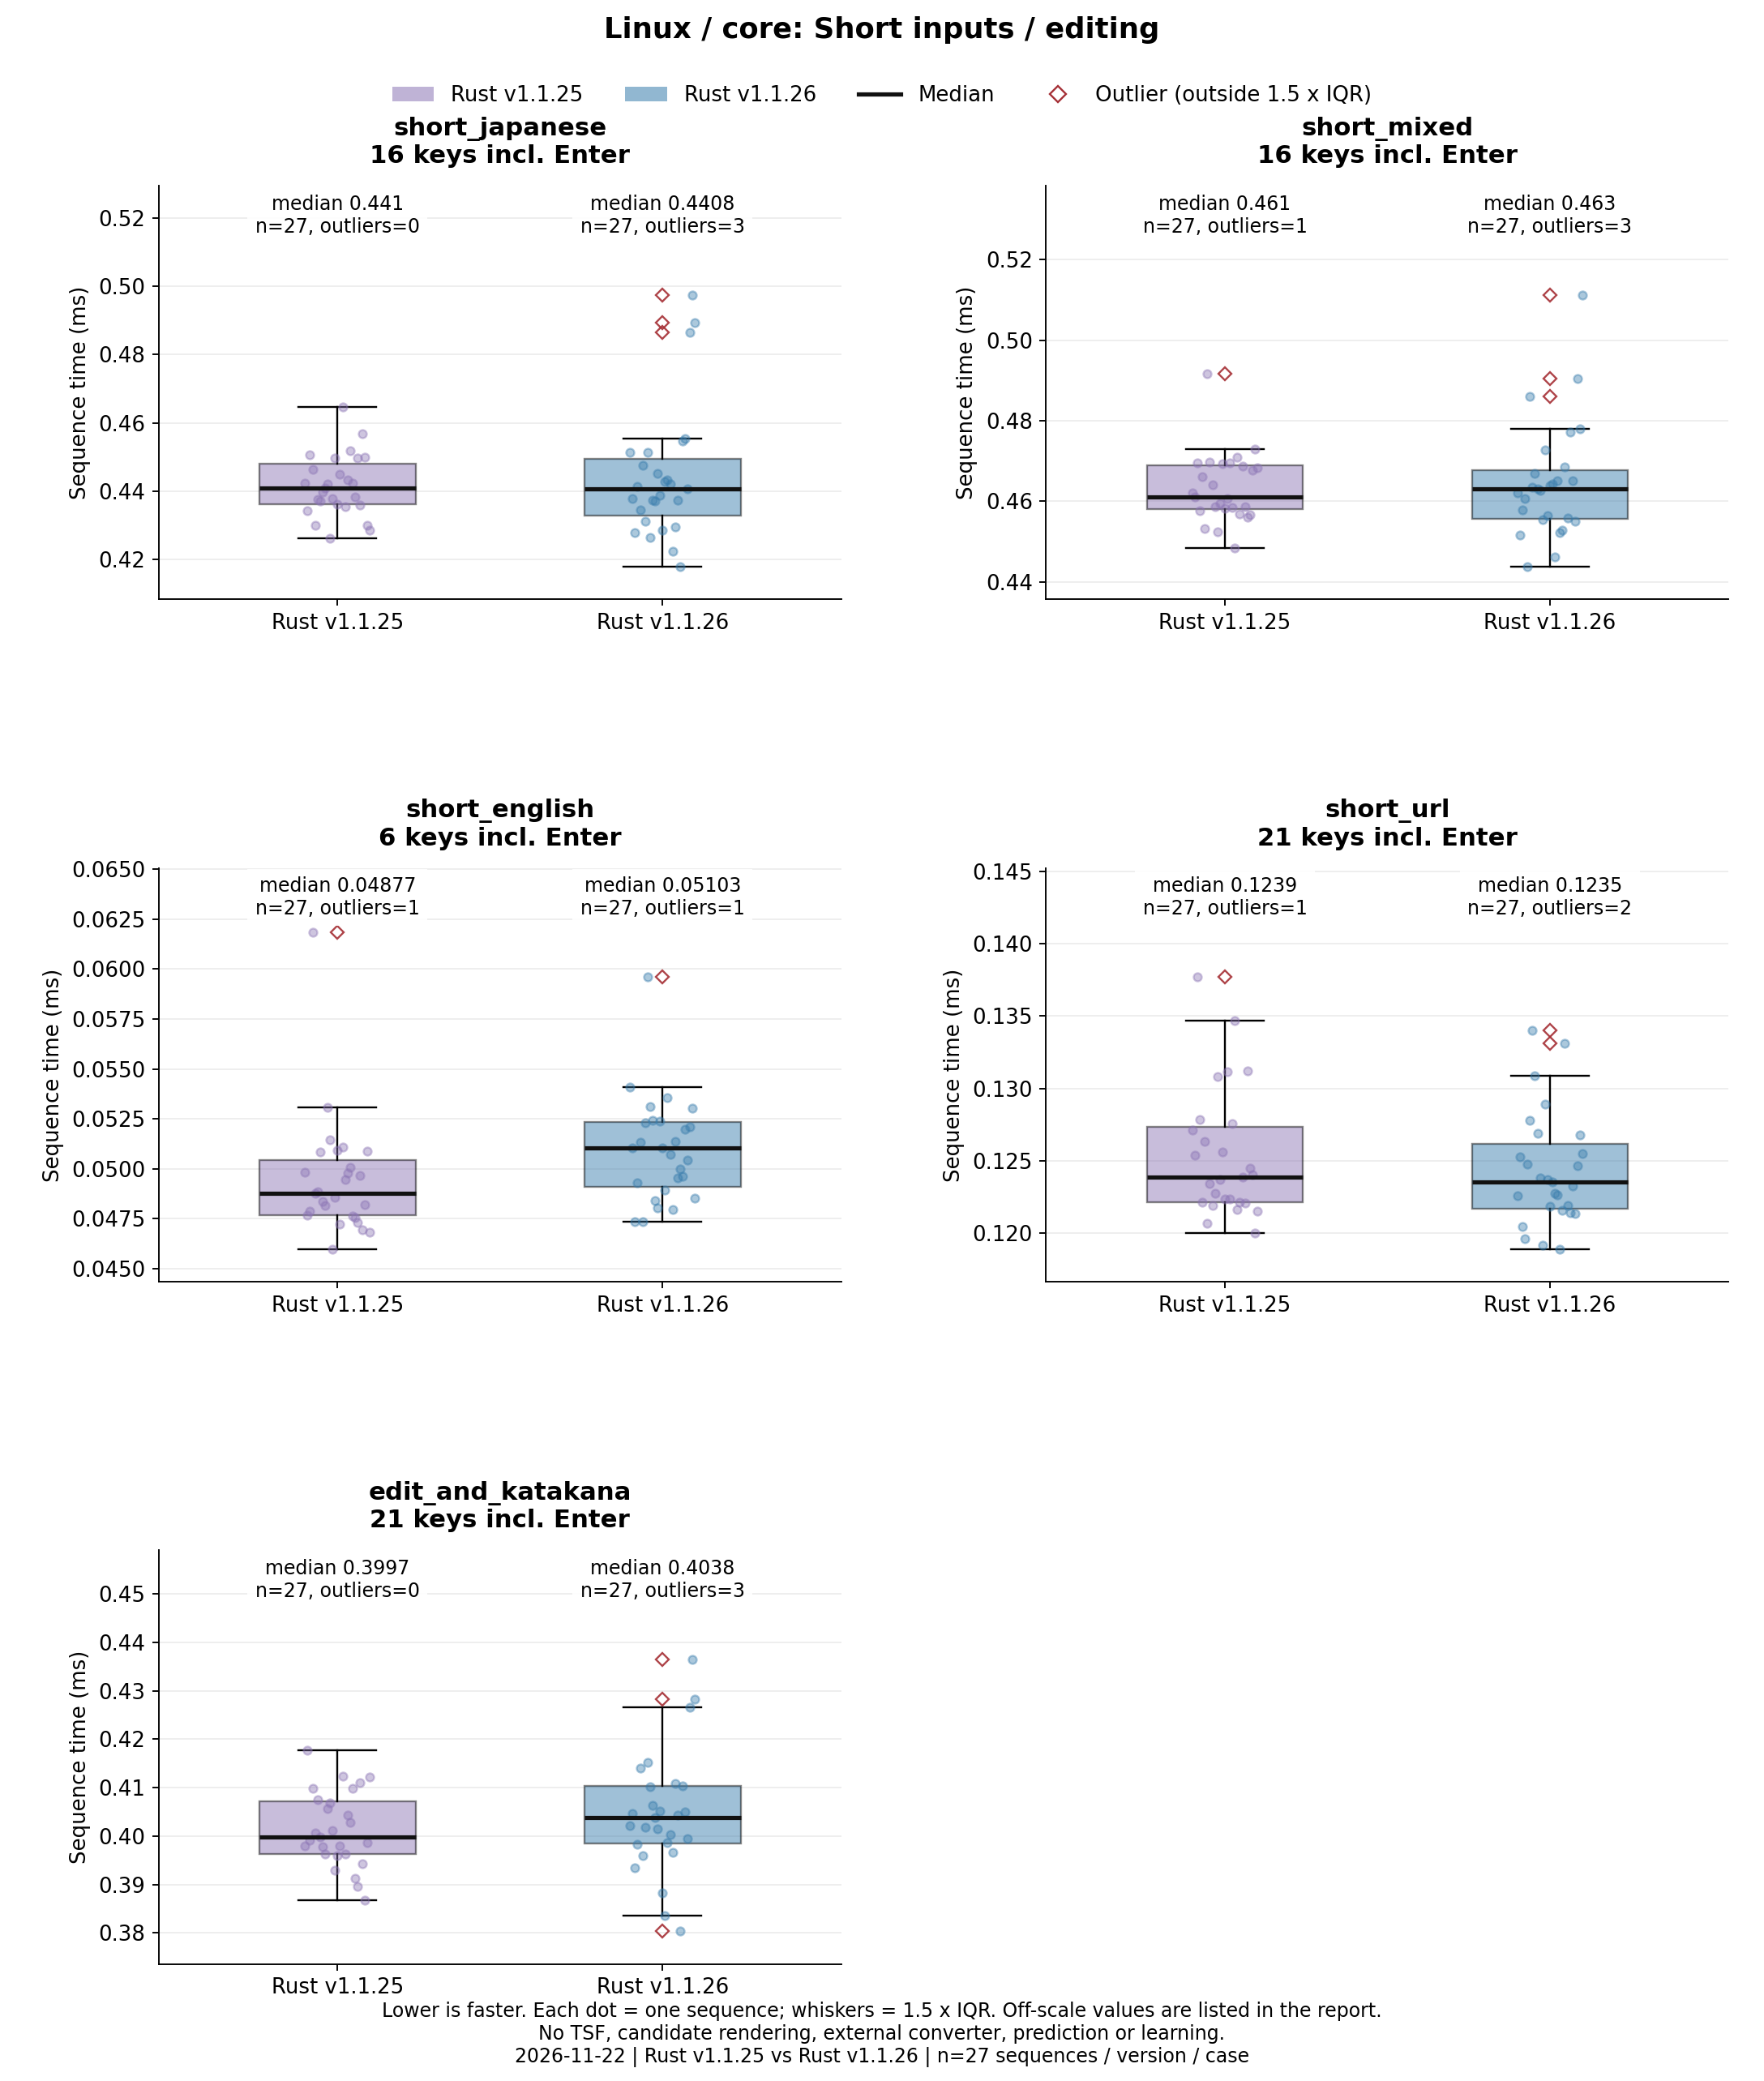 Linux / core: Short inputs / editing
Rust v1.1.25
Rust v1.1.26
Median
Outlier (outside 1.5 x IQR)
short_japanese
16 keys incl. Enter
median 0.441
n=27, outliers=0
median 0.4408
n=27, outliers=3
Sequence time (ms)
0.52
0.50
0.48
0.46
0.44
0.42
Rust v1.1.25
Rust v1.1.26
short_mixed
16 keys incl. Enter
median 0.461
n=27, outliers=1
median 0.463
n=27, outliers=3
Sequence time (ms)
0.52
0.50
0.48
0.46
0.44
Rust v1.1.25
Rust v1.1.26
short_english
6 keys incl. Enter
median 0.04877
n=27, outliers=1
median 0.05103
n=27, outliers=1
Sequence time (ms)
0.0650
0.0625
0.0600
0.0575
0.0550
0.0525
0.0500
0.0475
0.0450
Rust v1.1.25
Rust v1.1.26
short_url
21 keys incl. Enter
median 0.1239
n=27, outliers=1
median 0.1235
n=27, outliers=2
Sequence time (ms)
0.145
0.140
0.135
0.130
0.125
0.120
Rust v1.1.25
Rust v1.1.26
edit_and_katakana
21 keys incl. Enter
median 0.3997
n=27, outliers=0
median 0.4038
n=27, outliers=3
Sequence time (ms)
0.45
0.44
0.43
0.42
0.41
0.40
0.39
0.38
Rust v1.1.25
Rust v1.1.26
Lower is faster. Each dot = one sequence; whiskers = 1.5 x IQR. Off-scale values are listed in the report.
No TSF, candidate rendering, external converter, prediction or learning.
2026-11-22 | Rust v1.1.25 vs Rust v1.1.26 | n=27 sequences / version / case